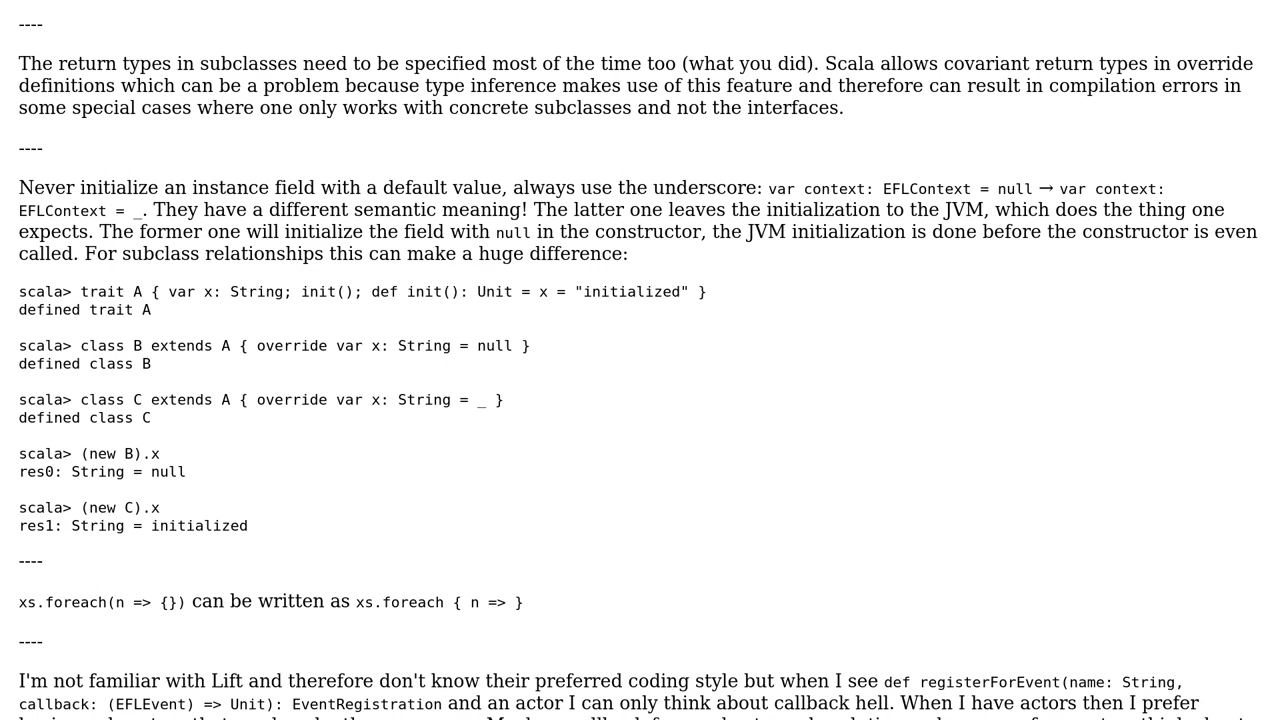 ----
The return types in subclasses need to be specified most of the time too (what you did). Scala allows covariant return types in override
definitions which can be a problem because type inference makes use of this feature and therefore can result in compilation errors in
some special cases where one only works with concrete subclasses and not the interfaces.
----
Never initialize an instance field with a default value, always use the underscore: var context: EFLContext = null → var context:
EFLContext = _. They have a different semantic meaning! The latter one leaves the initialization to the JVM, which does the thing one
expects. The former one will initialize the field with null in the constructor, the JVM initialization is done before the constructor is even
called. For subclass relationships this can make a huge difference:
scala> trait A { var x: String; init(); def init(): Unit = x = "initialized" }
defined trait A
scala> class B extends A { override var x: String = null }
defined class B
scala> class C extends A { override var x: String = _ }
defined class C
scala> (new B).x
res0: String = null
scala> (new C).x
res1: String = initialized
----
xs.foreach(n => {}) can be written as xs.foreach { n => }
----
I'm not familiar with Lift and therefore don't know their preferred coding style but when I see def registerForEvent(name: String,
callback: (EFLEvent) => Unit): EventRegistration and an actor I can only think about callback hell. When I have actors then I prefer